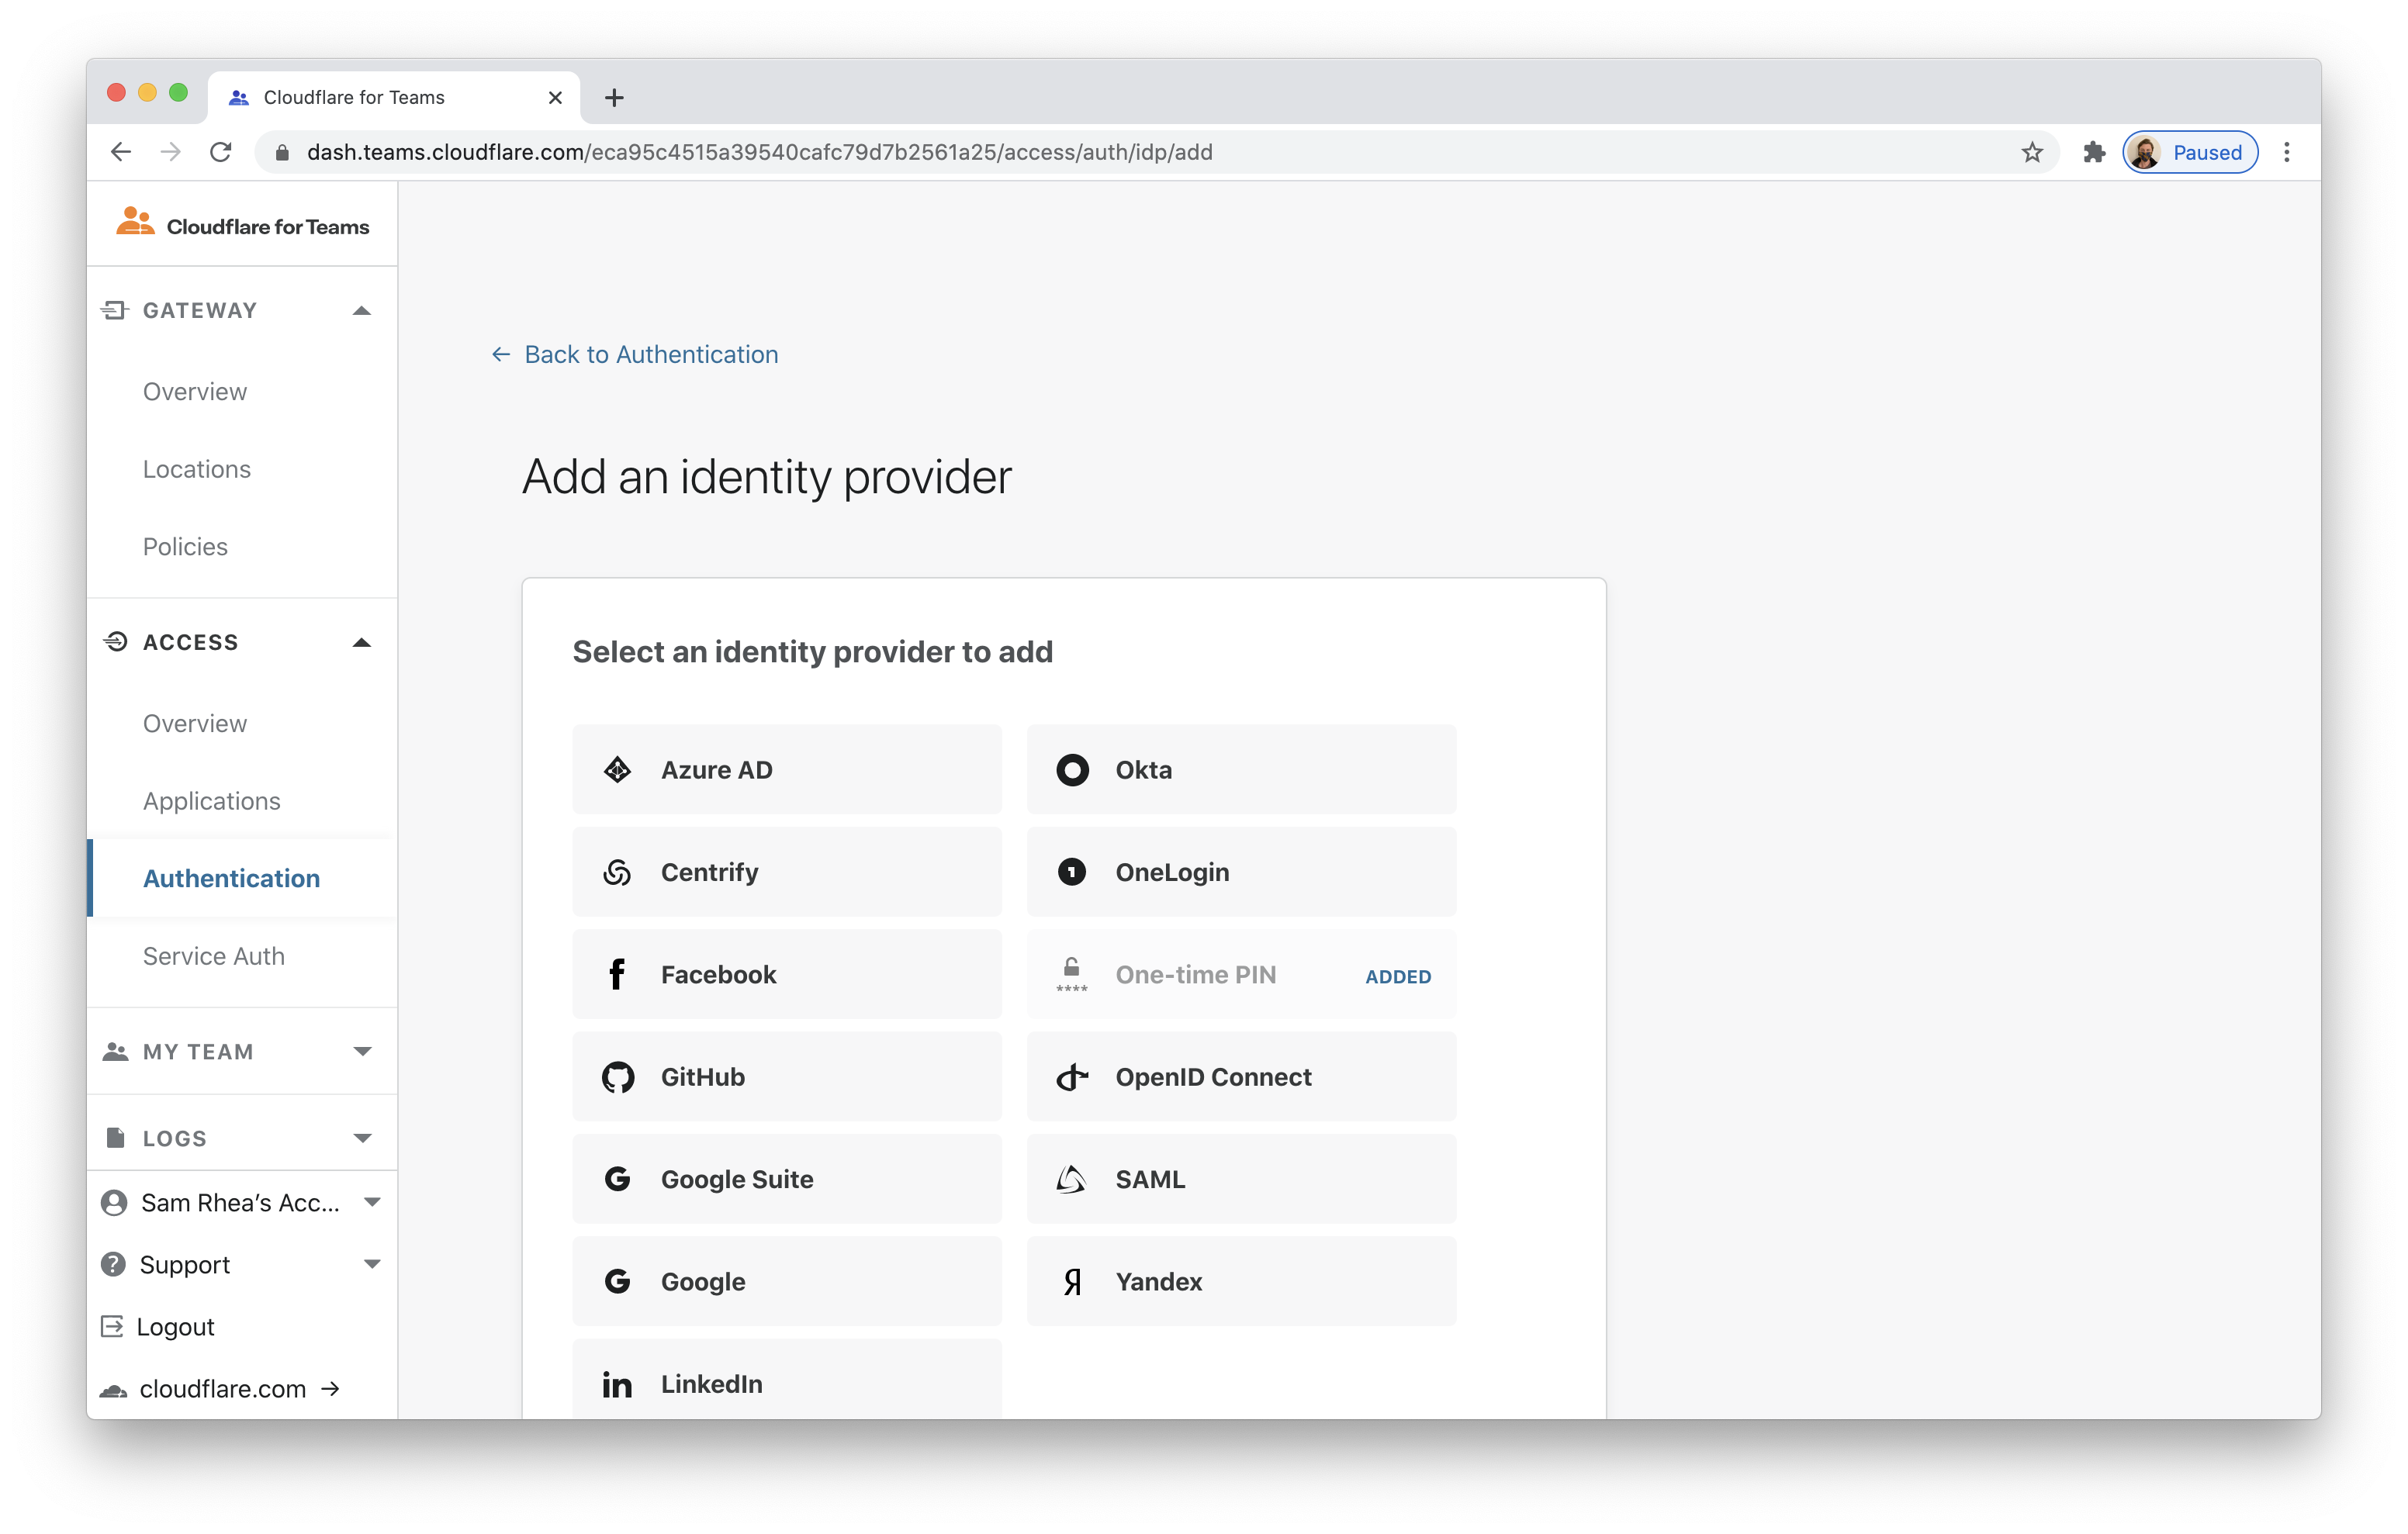 Cloudflare for Teams
dash.teams.cloudflare.com/eca95c4515a39540cafc79d7b2561a25/access/auth/idp/add
Paused
Cloudflare for Teams
GATEWAY
Overview
Locations
Policies
ACCESS
Overview
Applications
Authentication
Service Auth
MY TEAM
LOGS
Sam Rhea’s Acc...
Support
Logout
cloudflare.com →
← Back to Authentication
Add an identity provider
Select an identity provider to add
Azure AD
Okta
Centrify
OneLogin
Facebook
One-time PIN ADDED
GitHub
OpenID Connect
Google Suite
SAML
Google
Yandex
LinkedIn